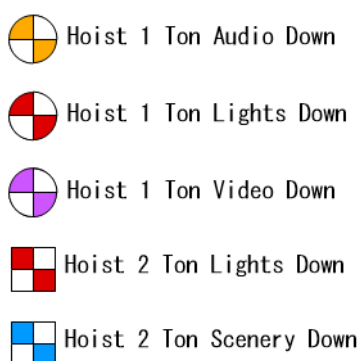 Hoist 1 Ton Audio Down
Hoist 1 Ton Lights Down
Hoist 1 Ton Video Down
Hoist 2 Ton Lights Down
Hoist 2 Ton Scenery Down